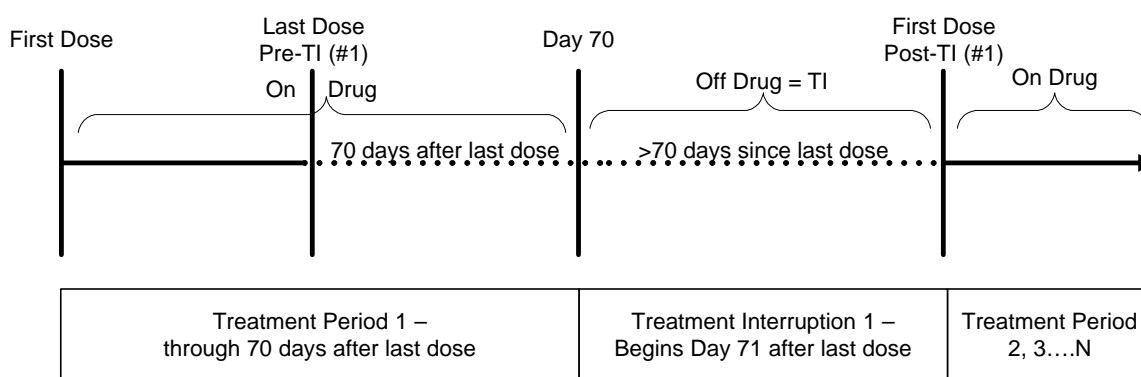 First Dose
Last Dose
Pre-TI (#1)
Day 70
First Dose
Post-TI (#1)
On Drug
Off Drug = TI
On Drug
70 days after last dose
>70 days since last dose
Treatment Period 1 –
through 70 days after last dose
Treatment Interruption 1 –
Begins Day 71 after last dose
Treatment Period
2, 3….N